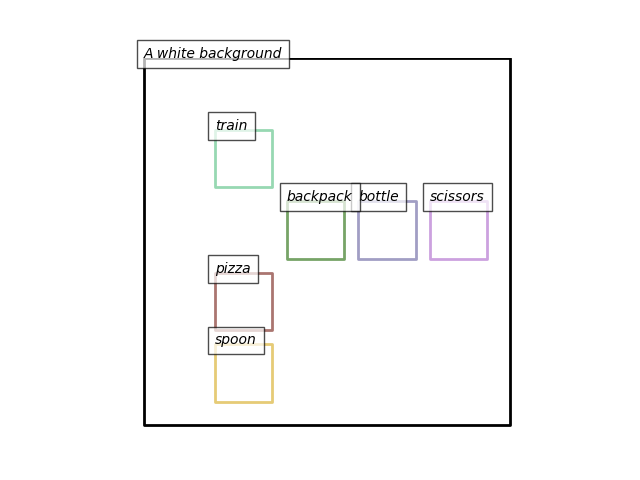 A white background
train
backpack
bottle
scissors
pizza
spoon